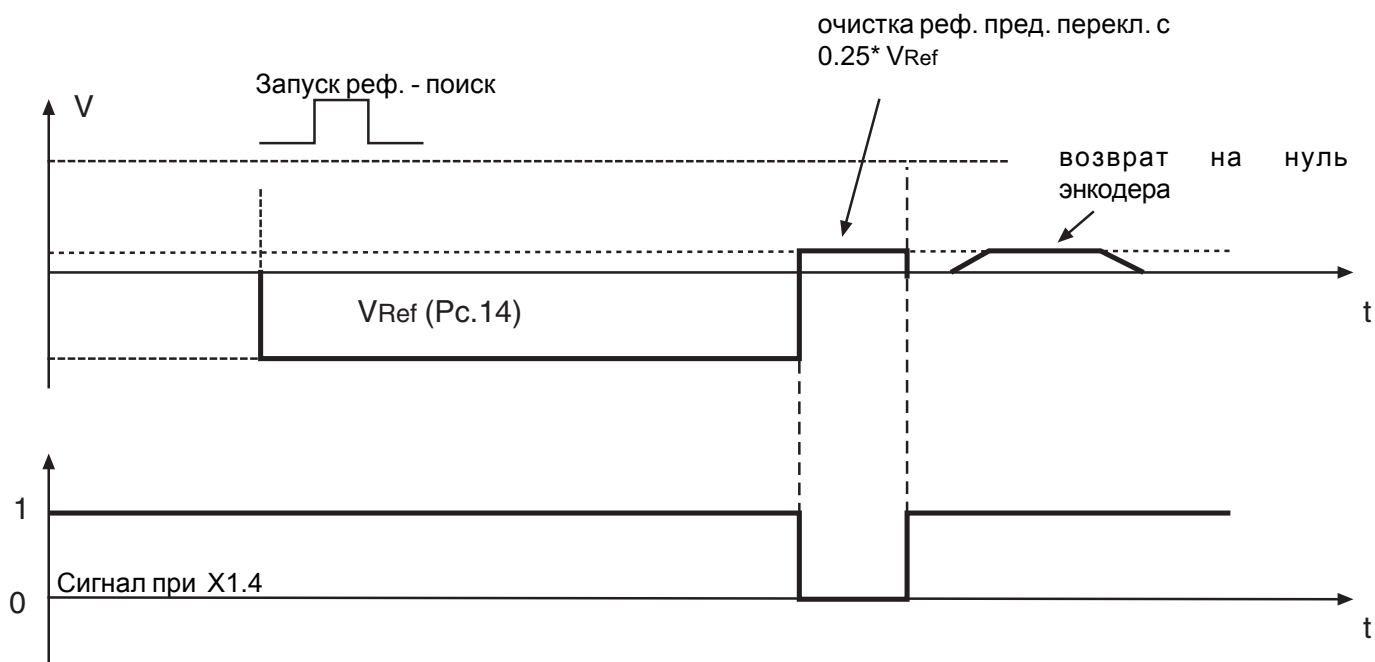 очистка реф. пред. перекл. с
0.25* VRef
Запуск реф. - поиск
V
возврат на нуль
энкодера
VRef (Pc.14)
t
1
Сигнал при X1.4
0
t